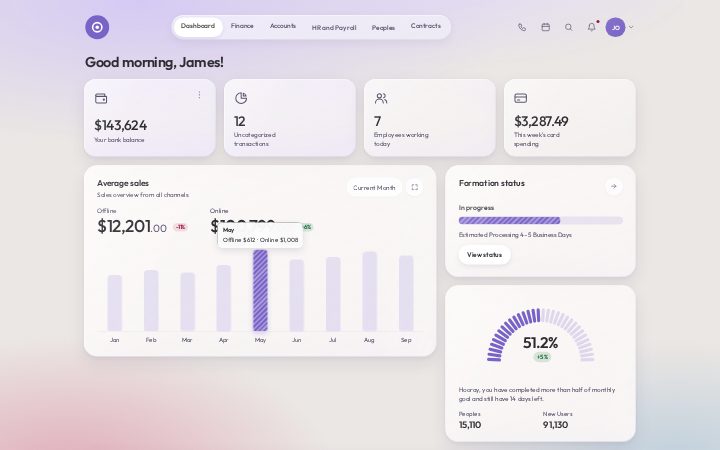 Dashboard
Finance
Accounts
HR and Payroll
Peoples
Contracts
JO
Good morning, James!
$143,624
Your bank balance
12
Uncategorized
transactions
7
Employees working
today
$3,287.49
This week's card
spending
Average sales
Sales overview from all channels
Current Month
Offline
$12,201.00
-11%
Online
May
Offline $612 · Online $1,008
Jan
Feb
Mar
Apr
May
Jun
Jul
Aug
Sep
Formation status
In progress
Estimated Processing 4–5 Business Days
View status
51.2%
+5%
Hooray, you have completed more than half of monthly
goal and still have 14 days left.
Peoples
15,110
New Users
91,130